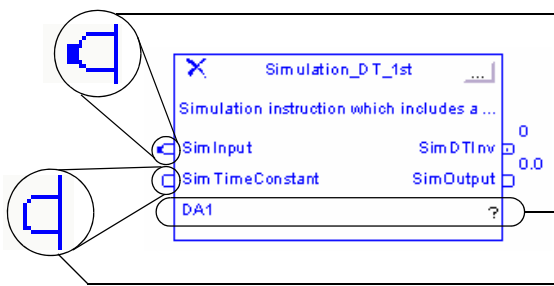 Simulation_DT_1st ...
Simulation instruction which includes a ...
0
SimInput SimDTInv
0.0
SimTimeConstant SimOutput
DA1 ?